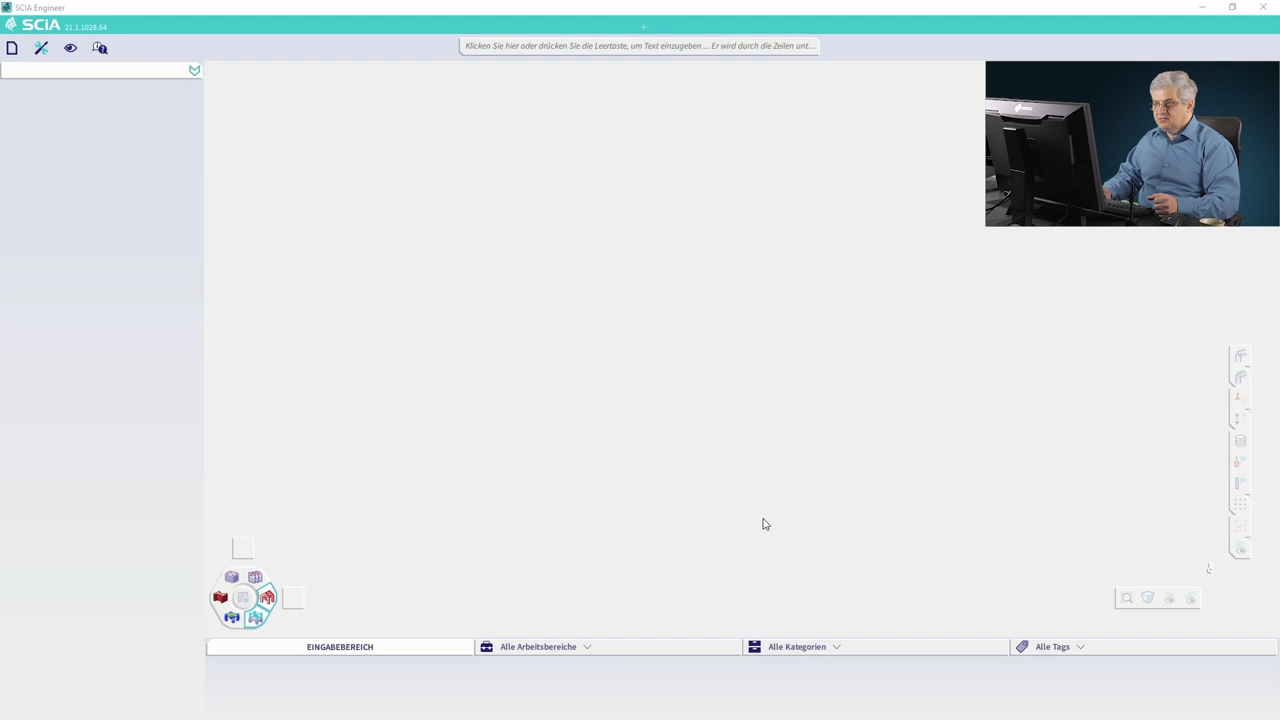 SCIA Engineer
SCIA 21.1.1028.64
Klicken Sie hier oder drücken Sie die Leertaste, um Text einzugeben ... Er wird durch die Zeilen unt...
EINGABEBEREICH
Alle Arbeitsbereiche
Alle Kategorien
Alle Tags